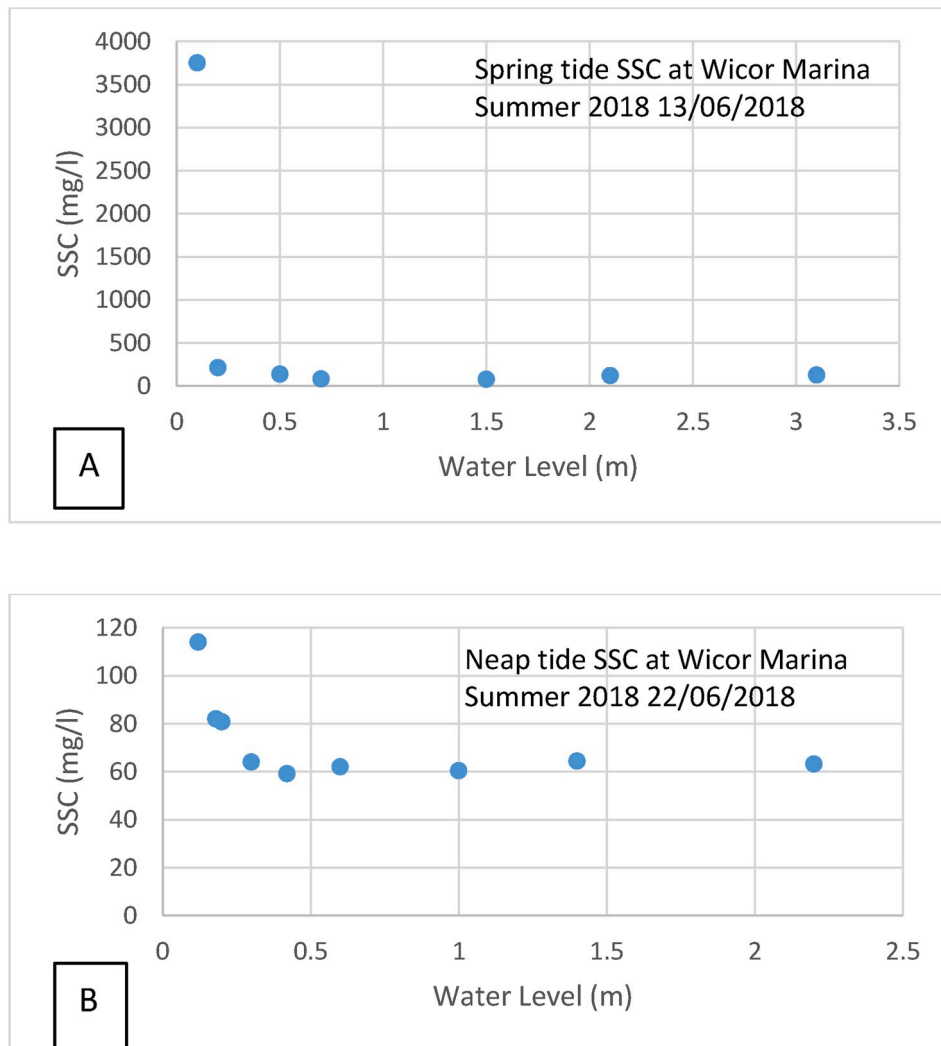 4000
3500
3000
2500
2000
1500
1000
500
0
SSC (mg/l)
Spring tide SSC at Wicor Marina
Summer 2018 13/06/2018
0 0.5 1 1.5 2 2.5 3 3.5
Water Level (m)
A
120
100
80
60
40
20
0
SSC (mg/l)
Neap tide SSC at Wicor Marina
Summer 2018 22/06/2018
0 0.5 1 1.5 2 2.5
Water Level (m)
B